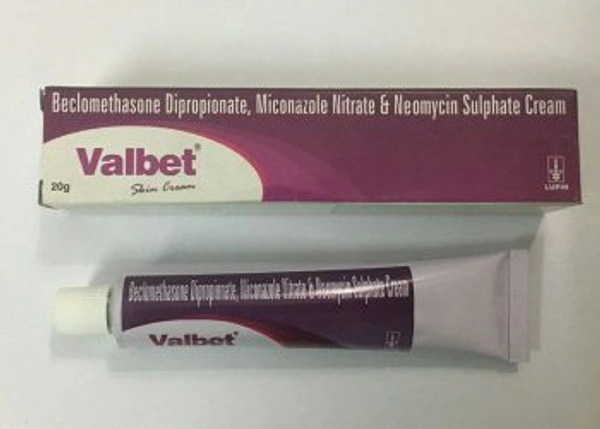 Beclomethasone Dipropionate, Miconazole Nitrate & Neomycin Sulphate Cream
Valbet®
20g
Skin Cream
LUPIN
Beclomethasone Dipropionate, Miconazole Nitrate & Neomycin Sulphate Cream
Valbet®